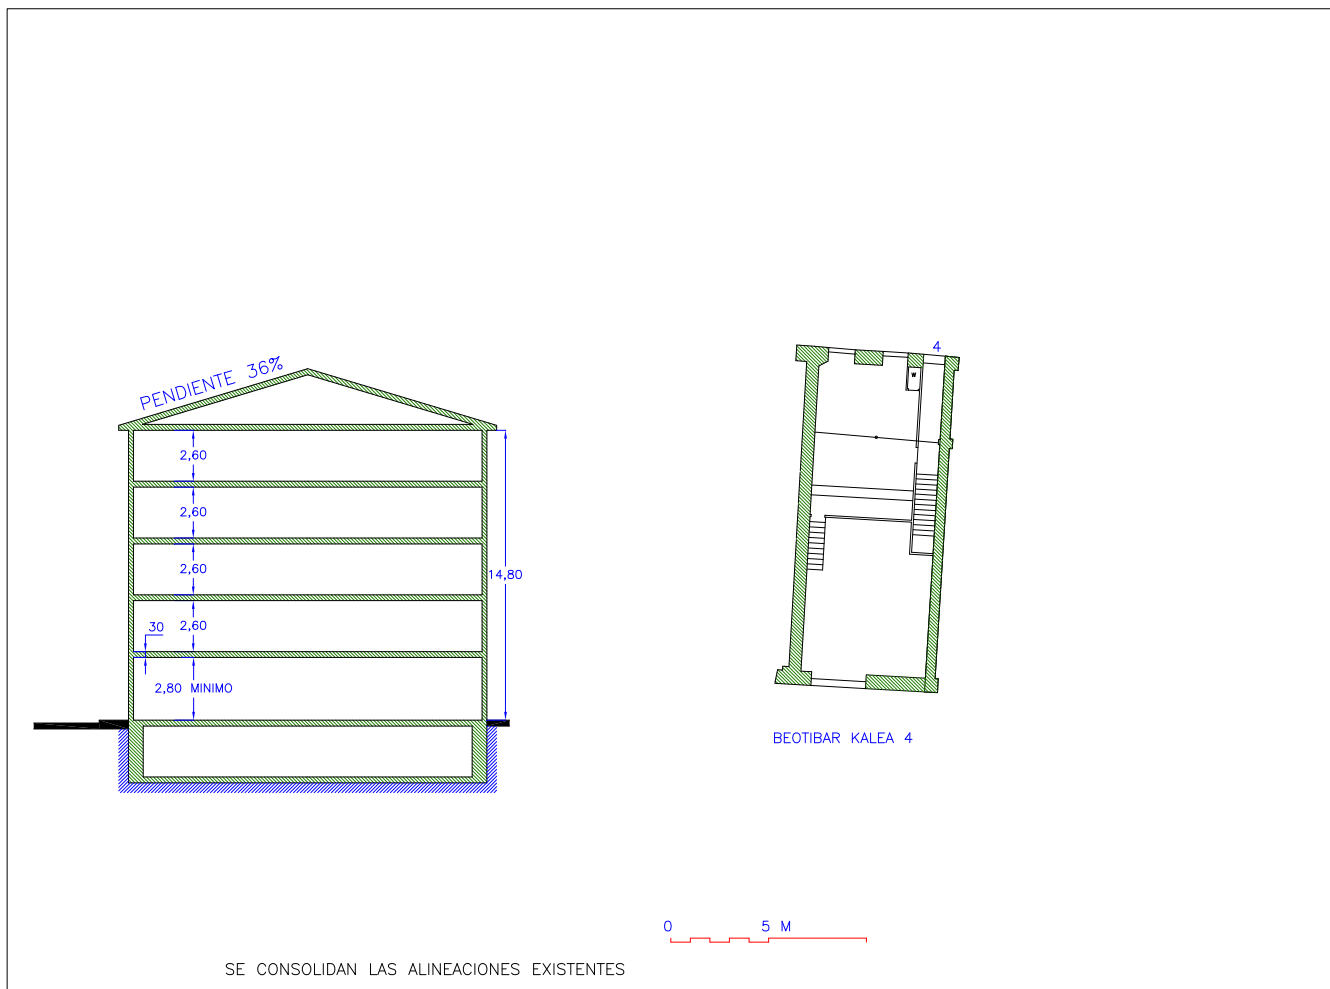 PENDIENTE 36%
2,60
2,60
2,60
2,60
30
2,80 MINIMO
14,80
4
W
BEOTIBAR KALEA 4
0 5 M
SE CONSOLIDAN LAS ALINEACIONES EXISTENTES